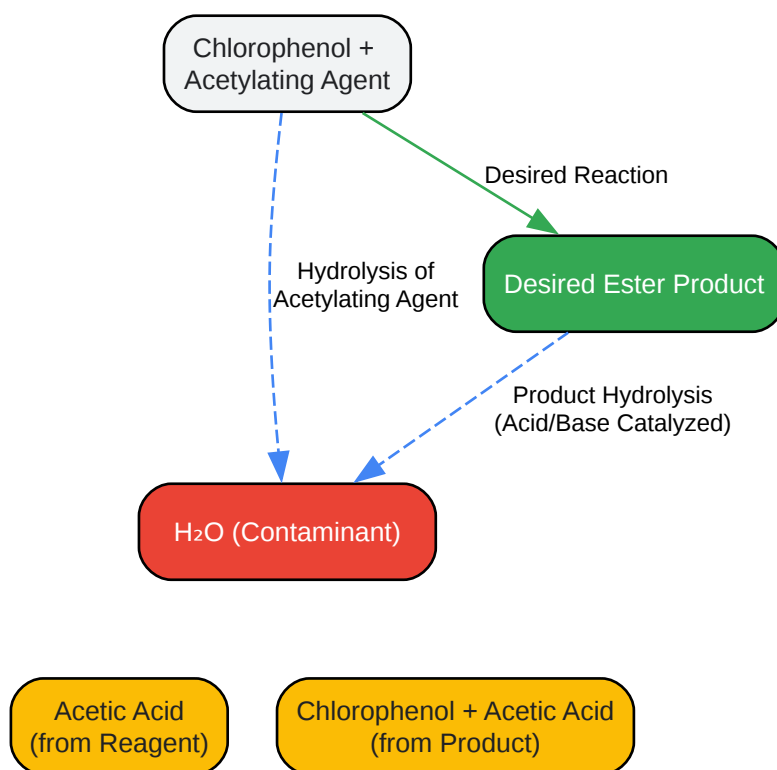 Chlorophenol +
Acetylating Agent
Desired Reaction
Hydrolysis of
Acetylating Agent
Desired Ester Product
Product Hydrolysis
(Acid/Base Catalyzed)
H₂O (Contaminant)
Acetic Acid
(from Reagent)
Chlorophenol + Acetic Acid
(from Product)